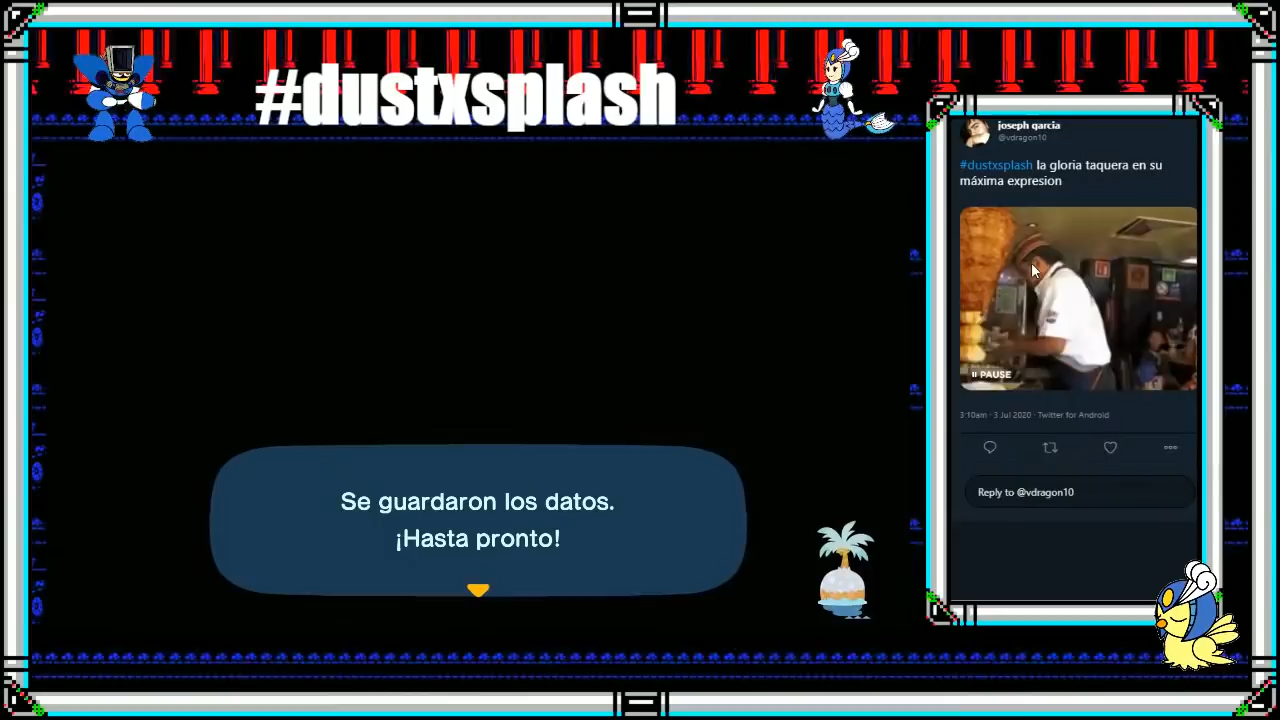 #dustxsplash
joseph garcia
@vdragon10
#dustxsplash la gloria taquera en su
máxima expresion
PAUSE
3:10am · 3 Jul 2020 · Twitter for Android
Reply to @vdragon10
Se guardaron los datos.
¡Hasta pronto!